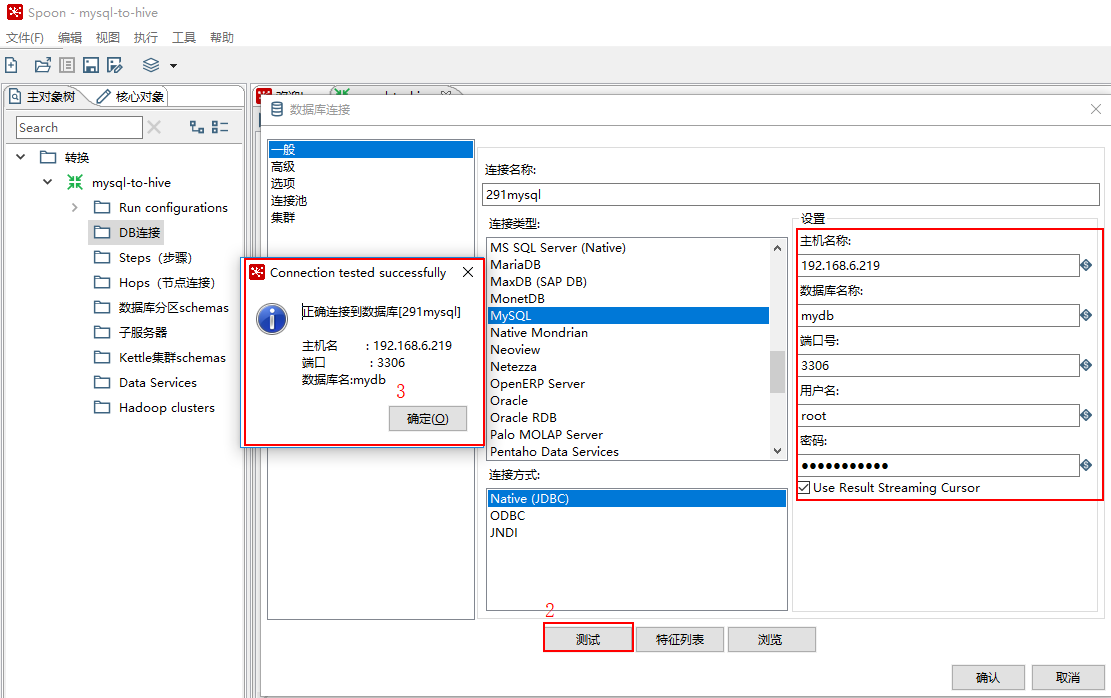 Spoon - mysql-to-hive
文件(F) 编辑 视图 执行 工具 帮助
主对象树 核心对象
Search
转换
mysql-to-hive
Run configurations
DB连接
Steps（步骤）
Hops（节点连接）
数据库分区schemas
子服务器
Kettle集群schemas
Data Services
Hadoop clusters
数据库连接
一般
高级
选项
连接池
集群
连接名称:
291mysql
连接类型:
MS SQL Server (Native)
MariaDB
MaxDB (SAP DB)
MonetDB
MySQL
Native Mondrian
Neoview
Netezza
OpenERP Server
Oracle
Oracle RDB
Palo MOLAP Server
Pentaho Data Services
连接方式:
Native (JDBC)
ODBC
JNDI
设置
主机名称:
192.168.6.219
数据库名称:
mydb
端口号:
3306
用户名:
root
密码:
●●●●●●●●●●●
Use Result Streaming Cursor
Connection tested successfully
正确连接到数据库[291mysql]
主机名 : 192.168.6.219
端口 : 3306
数据库名:mydb
3
确定(O)
2
测试 特征列表 浏览
确认 取消